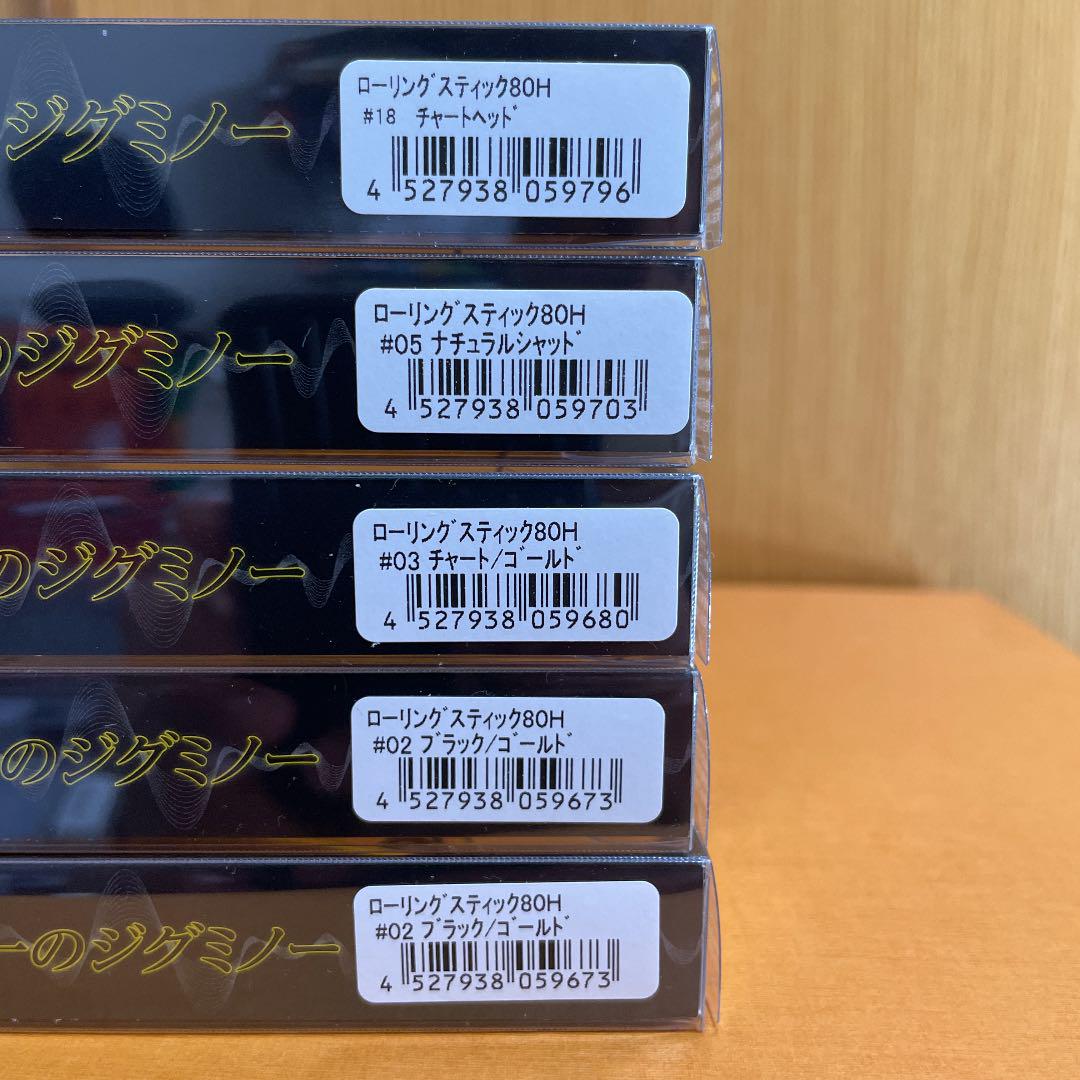 ジグミノー
ローリングスティック80H
#18 チャートヘッド
4 527938 059796
のジグミノー
ローリングスティック80H
#05 ナチュラルシャッド
4 527938 059703
のジグミノー
ローリングスティック80H
#03 チャート/ゴールド
4 527938 059680
のジグミノー
ローリングスティック80H
#02 ブラック/ゴールド
4 527938 059673
ーのジグミノー
ローリングスティック80H
#02 ブラック/ゴールド
4 527938 059673